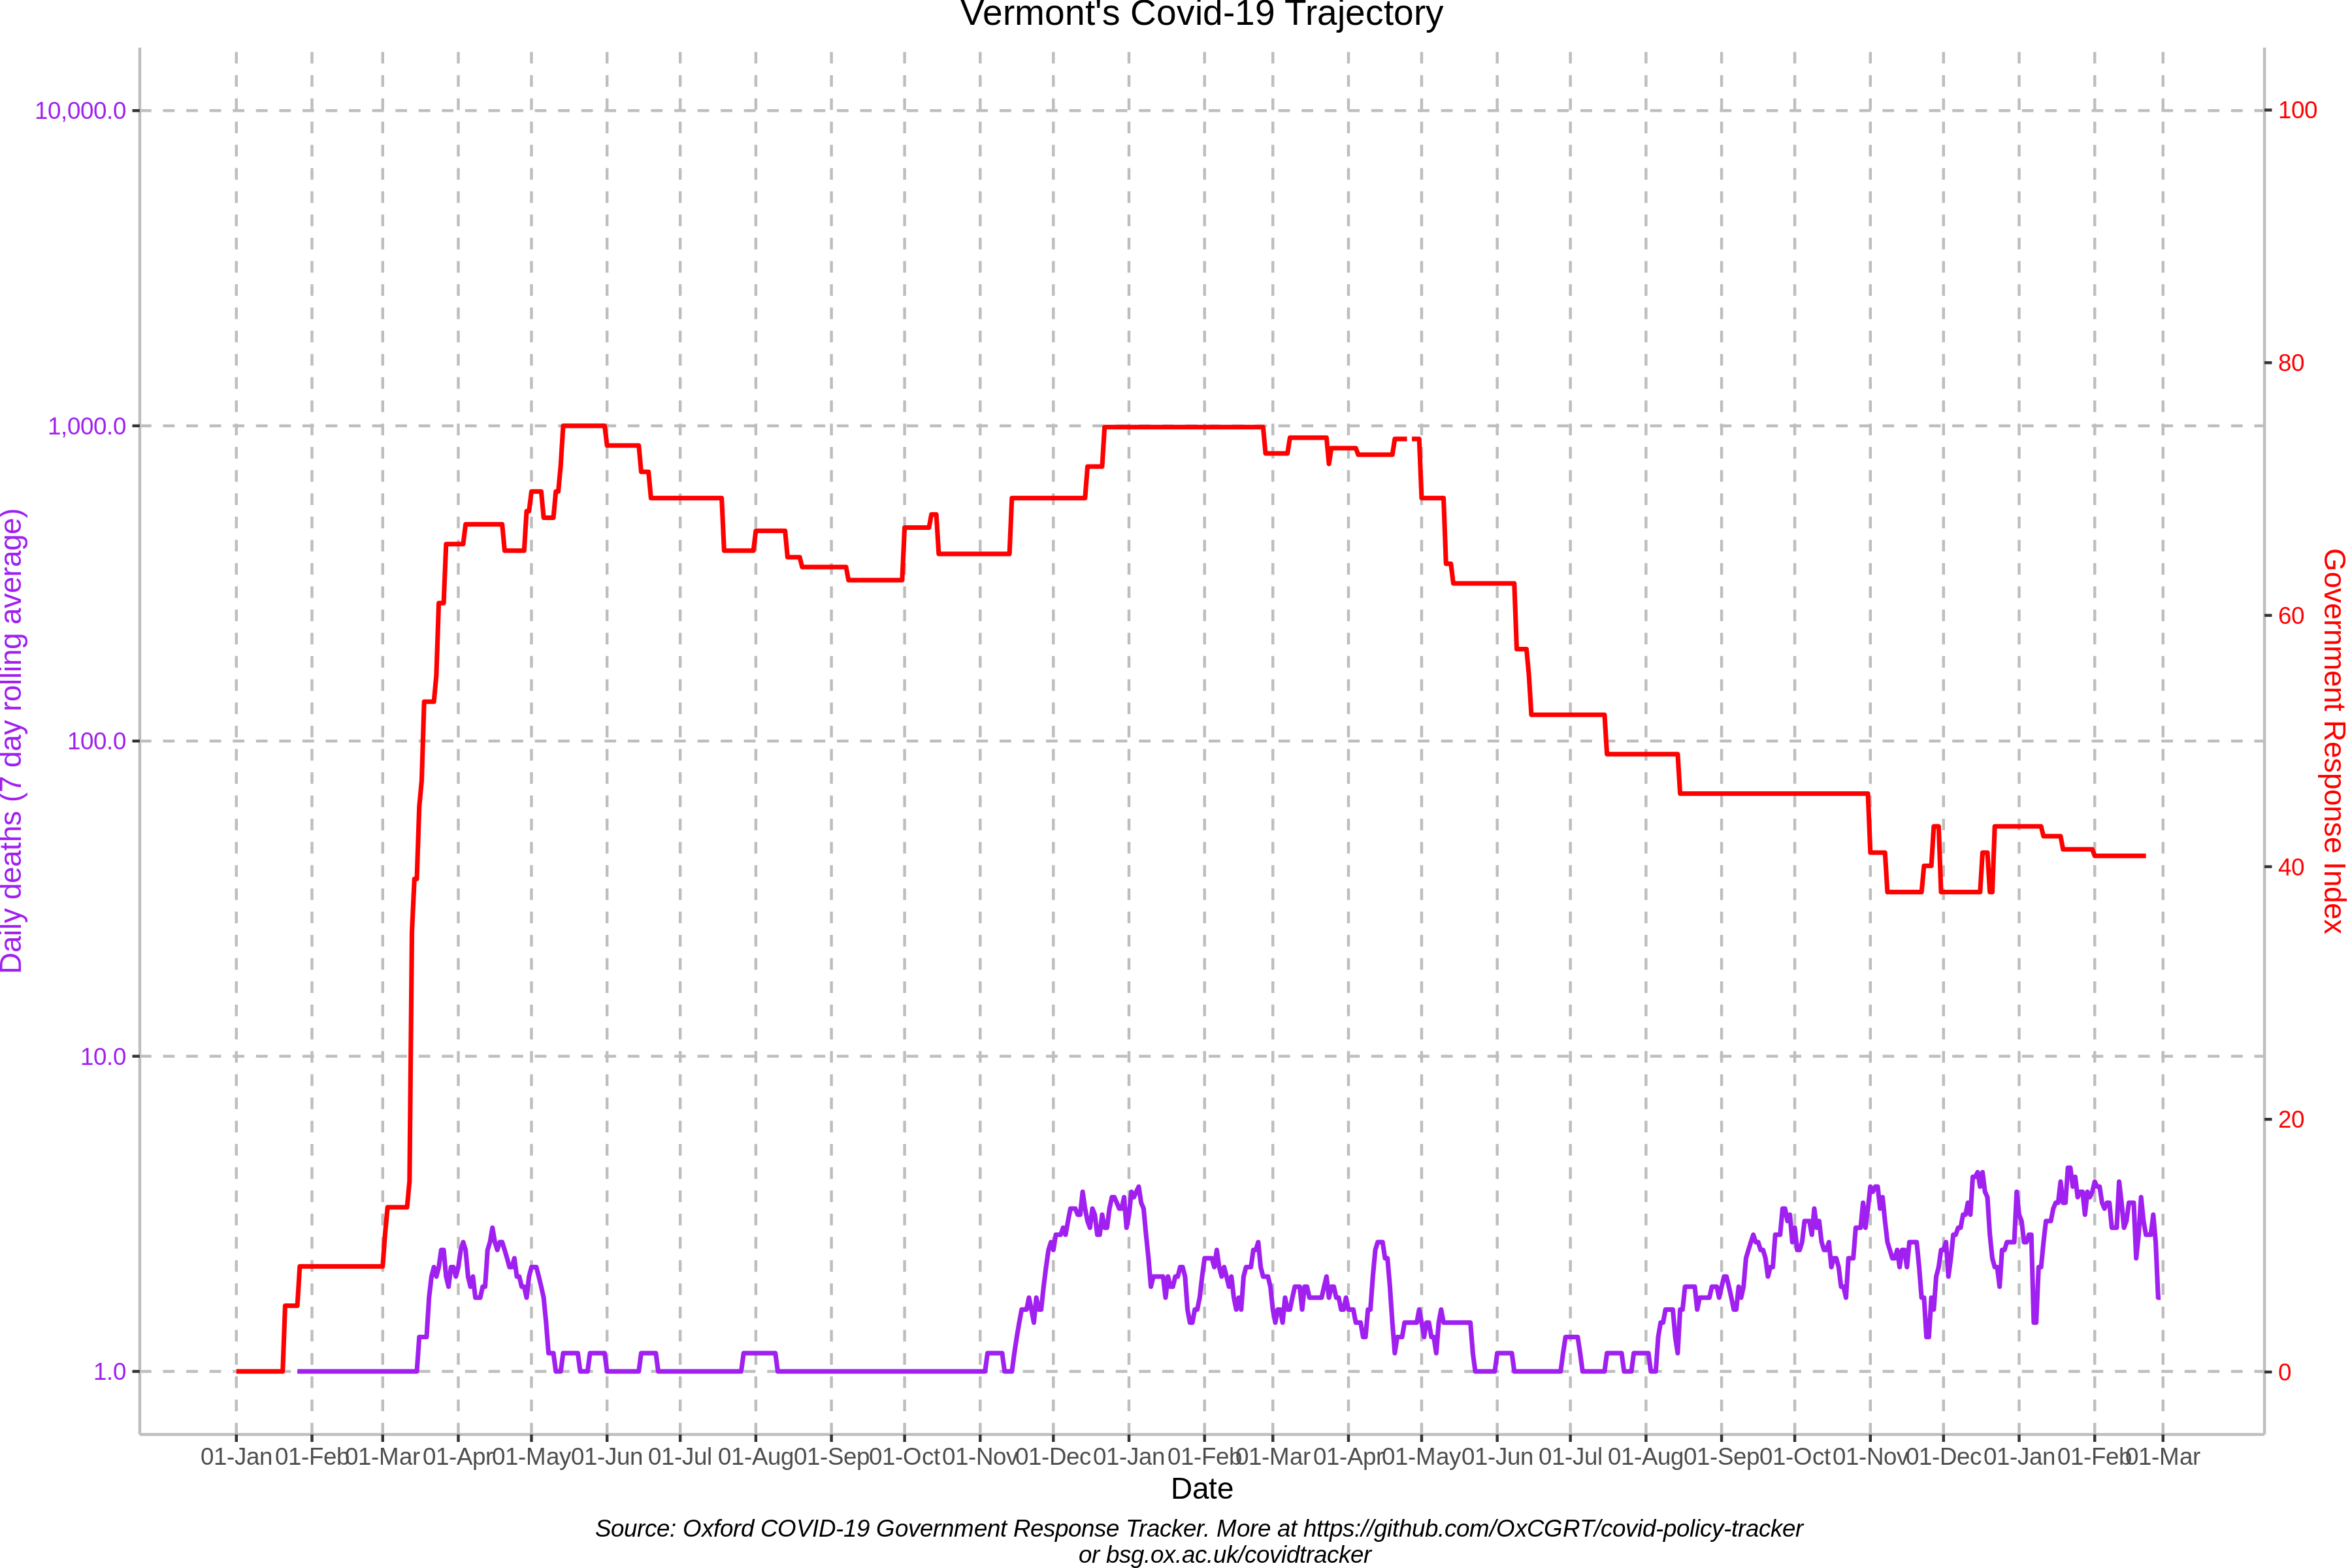 Vermont's Covid-19 Trajectory
10,000.0
1,000.0
100.0
10.0
1.0
Daily deaths (7 day rolling average)
100
80
60
40
20
0
Government Response Index
01-Jan 01-Feb 01-Mar 01-Apr 01-May 01-Jun 01-Jul 01-Aug 01-Sep 01-Oct 01-Nov 01-Dec 01-Jan 01-Feb 01-Mar 01-Apr 01-May 01-Jun 01-Jul 01-Aug 01-Sep 01-Oct 01-Nov 01-Dec 01-Jan 01-Feb 01-Mar
Date
Source: Oxford COVID-19 Government Response Tracker. More at https://github.com/OxCGRT/covid-policy-tracker
or bsg.ox.ac.uk/covidtracker